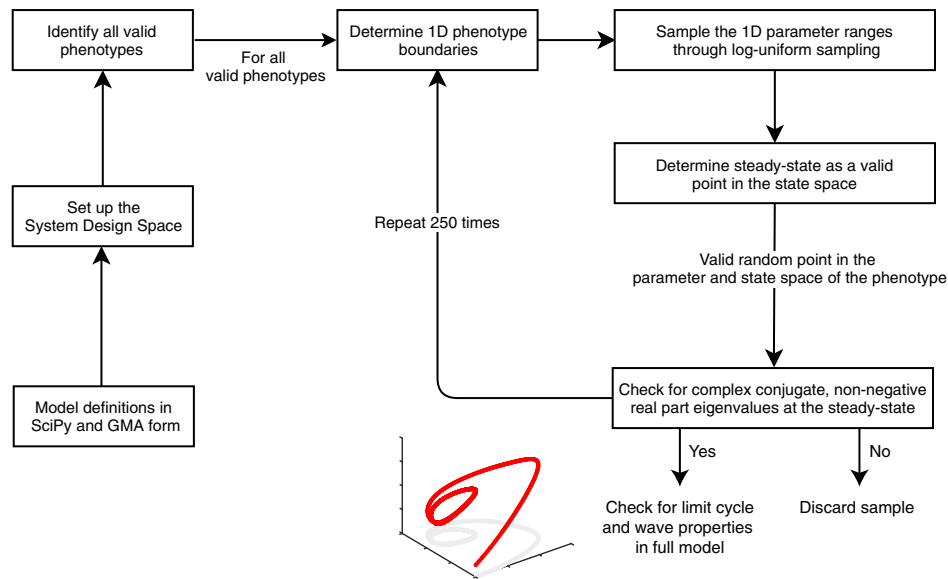 Identify all valid
phenotypes
For all
valid phenotypes
Determine 1D phenotype
boundaries
Sample the 1D parameter ranges
through log-uniform sampling
Determine steady-state as a valid
point in the state space
Set up the
System Design Space
Repeat 250 times
Valid random point in the
parameter and state space of the phenotype
Model definitions in
SciPy and GMA form
Check for complex conjugate, non-negative
real part eigenvalues at the steady-state
Yes
No
Check for limit cycle
and wave properties
in full model
Discard sample